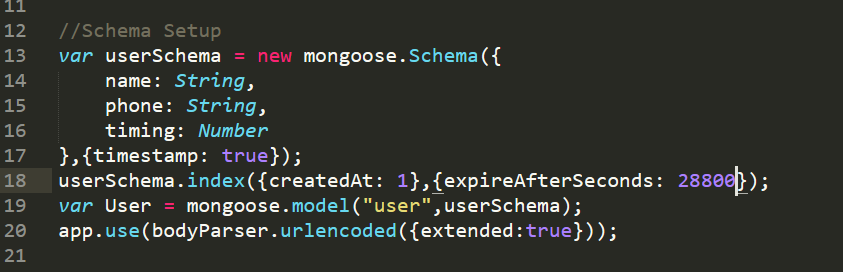 11
12 //Schema Setup
13 var userSchema = new mongoose.Schema({
14     name: String,
15     phone: String,
16     timing: Number
17 },{timestamp: true});
18 userSchema.index({createdAt: 1},{expireAfterSeconds: 28800});
19 var User = mongoose.model("user",userSchema);
20 app.use(bodyParser.urlencoded({extended:true}));
21